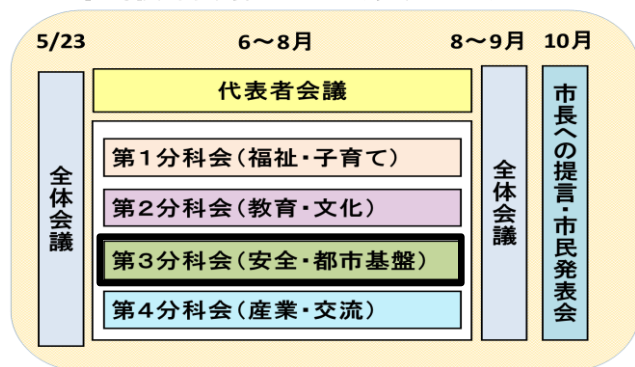 5/23
6～8月
8～9月
10月
全体会議
代表者会議
第1分科会(福祉・子育て)
第2分科会(教育・文化)
第3分科会(安全・都市基盤)
第4分科会(産業・交流)
全体会議
市長への提言・市民発表会